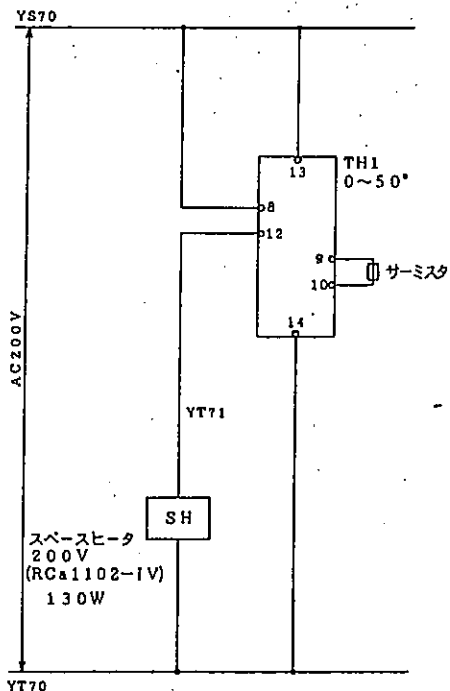 YS70
13
TH1
0~50°
8
12
9
10
サーミスタ
14
AC200V
YT71
SH
スペースヒータ
200V
(RCa1102-IV)
130W
YT70